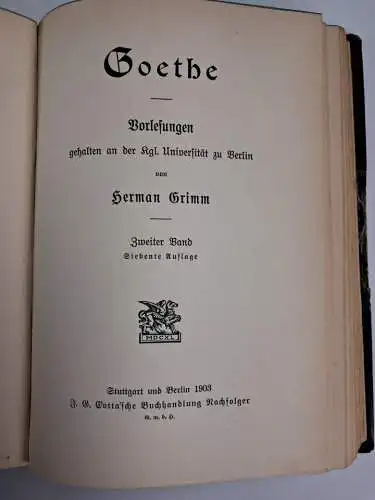 Goethe
Vorlesungen
gehalten an der Kgl. Universität zu Berlin
von
Herman Grimm
Zweiter Band
Siebente Auflage
MDCXL
Stuttgart und Berlin 1903
J. G. Cotta'sche Buchhandlung Nachfolger
G. m. b. H.